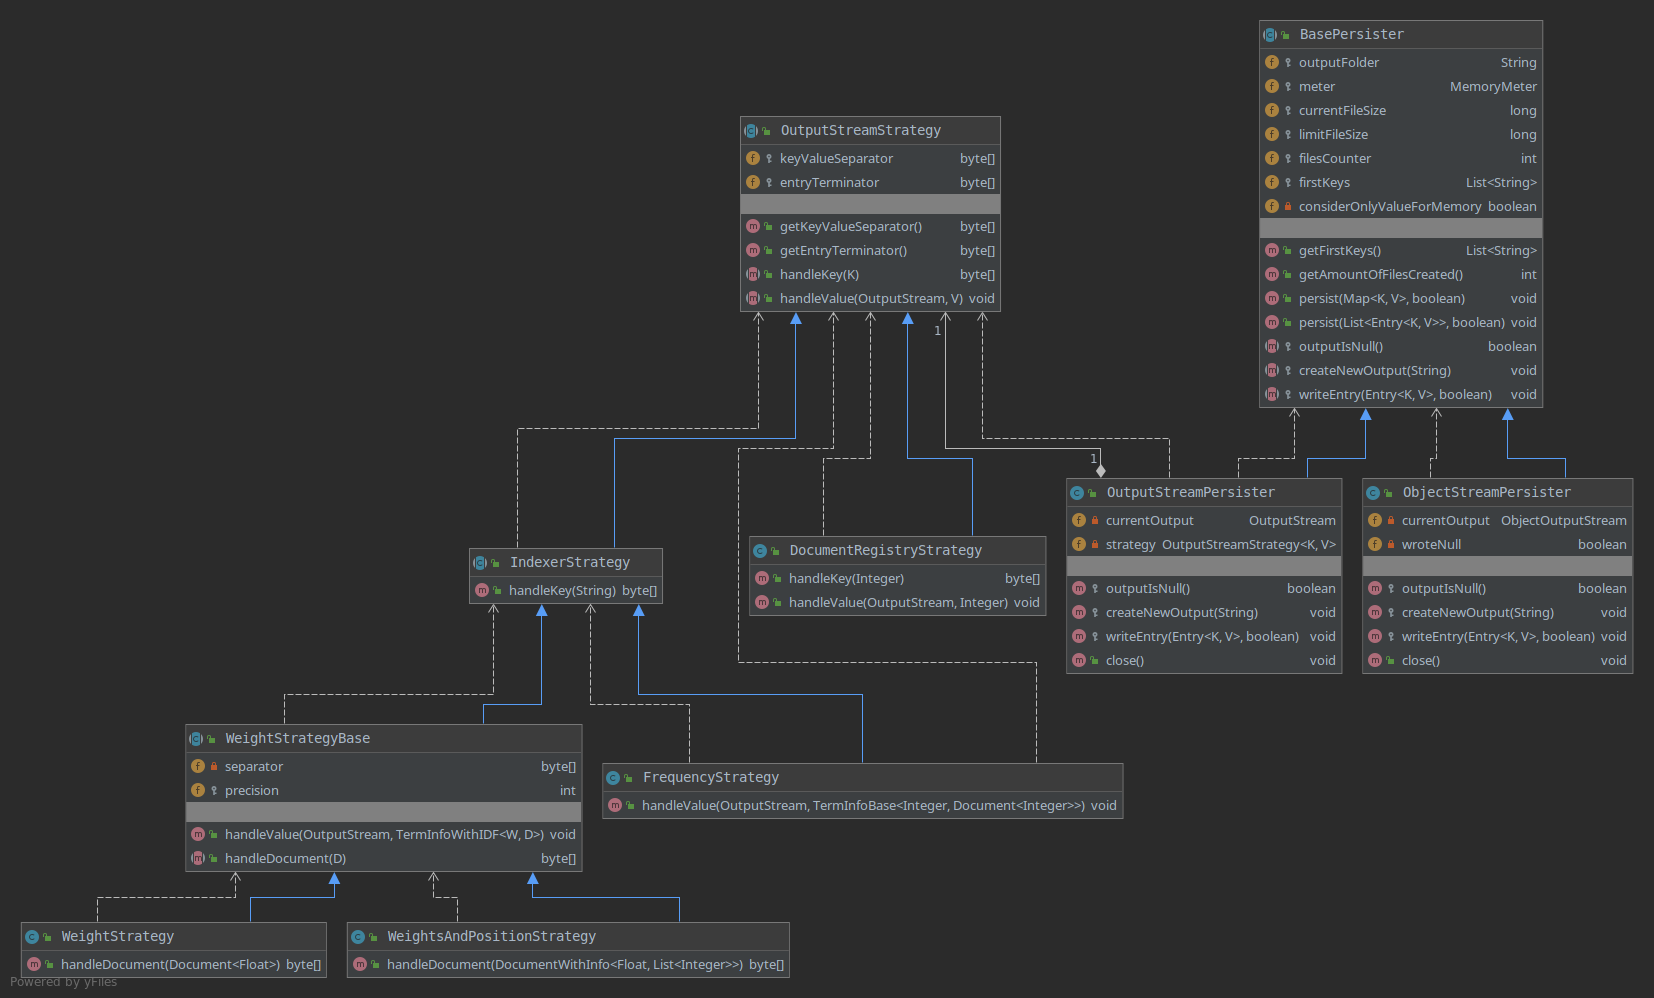 BasePersister
outputFolder String
meter MemoryMeter
currentFileSize long
limitFileSize long
filesCounter int
firstKeys List<String>
considerOnlyValueForMemory boolean
getFirstKeys() List<String>
getAmountOfFilesCreated() int
persist(Map<K, V>, boolean) void
persist(List<Entry<K, V>>, boolean) void
outputIsNull() boolean
createNewOutput(String) void
writeEntry(Entry<K, V>, boolean) void
OutputStreamStrategy
keyValueSeparator byte[]
entryTerminator byte[]
getKeyValueSeparator() byte[]
getEntryTerminator() byte[]
handleKey(K) byte[]
handleValue(OutputStream, V) void
1
1
OutputStreamPersister
currentOutput OutputStream
strategy OutputStreamStrategy<K, V>
outputIsNull() boolean
createNewOutput(String) void
writeEntry(Entry<K, V>, boolean) void
close() void
ObjectStreamPersister
currentOutput ObjectOutputStream
wroteNull boolean
outputIsNull() boolean
createNewOutput(String) void
writeEntry(Entry<K, V>, boolean) void
close() void
DocumentRegistryStrategy
handleKey(Integer) byte[]
handleValue(OutputStream, Integer) void
IndexerStrategy
handleKey(String) byte[]
WeightStrategyBase
separator byte[]
precision int
handleValue(OutputStream, TermInfoWithIDF<W, D>) void
handleDocument(D) byte[]
FrequencyStrategy
handleValue(OutputStream, TermInfoBase<Integer, Document<Integer>>) void
WeightStrategy
handleDocument(Document<Float>) byte[]
WeightsAndPositionStrategy
handleDocument(DocumentWithInfo<Float, List<Integer>>) byte[]
Powered by yFiles